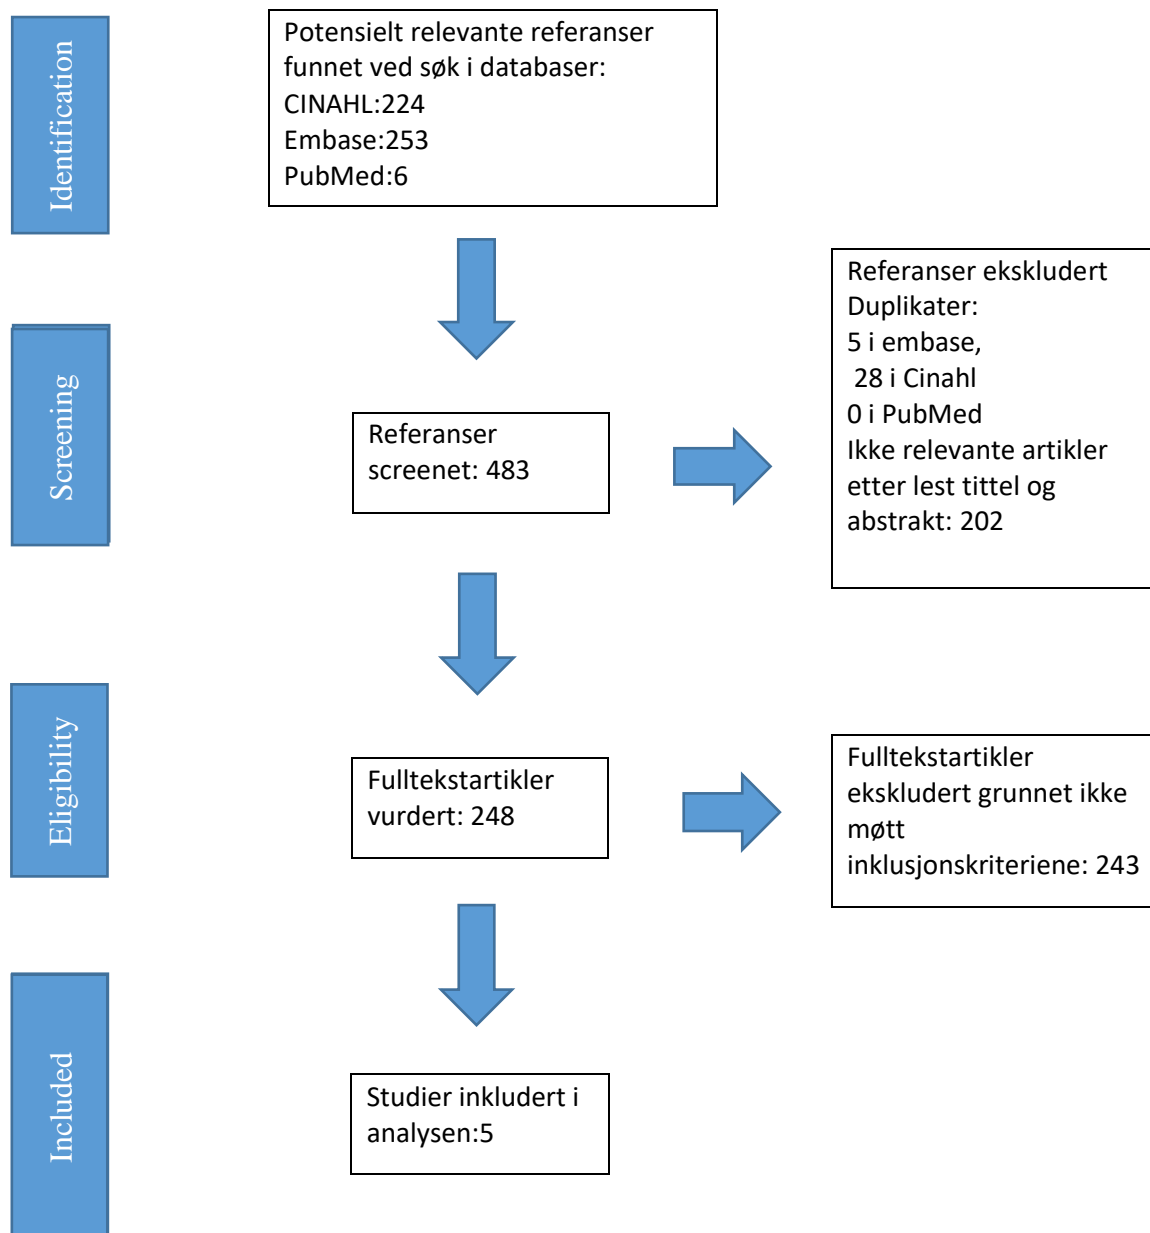 Identification
Potensielt relevante referanser
funnet ved søk i databaser:
CINAHL:224
Embase:253
PubMed:6
Screening
Referanser
screenet: 483
Referanser ekskludert
Duplikater:
5 i embase,
28 i Cinahl
0 i PubMed
Ikke relevante artikler
etter lest tittel og
abstrakt: 202
Eligibility
Fulltekstartikler
vurdert: 248
Fulltekstartikler
ekskludert grunnet ikke
møtt
inklusjonskriteriene: 243
Included
Studier inkludert i
analysen:5